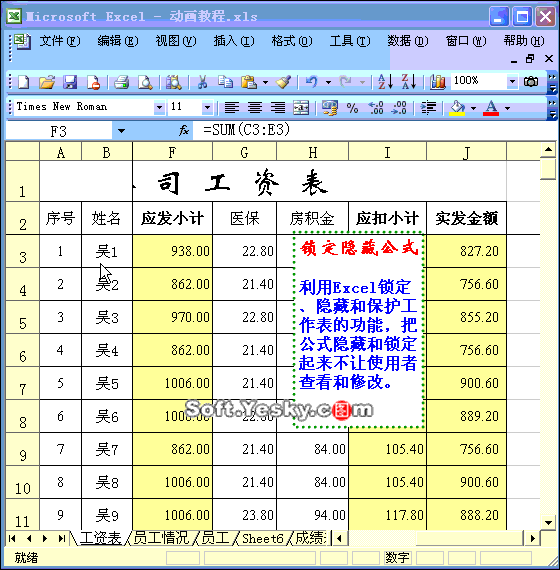 Microsoft Excel - 动画教程.xls
文件(F) 编辑(E) 视图(V) 插入(I) 格式(O) 工具(T) 数据(D) 窗口(W) 帮助(H)
100%
Times New Roman 11
F3 fx =SUM(C3:E3)
A B F G H I J
1 司工资表
2 序号 姓名 应发小计 医保 房积金 应扣小计 实发金额
3 1 吴1 938.00 22.80 827.20
4 2 吴2 862.00 21.40 756.60
5 3 吴3 970.00 22.80 855.20
6 4 吴4 862.00 21.40 756.60
7 5 吴5 1006.00 21.40 900.60
8 6 吴6 889.20
9 7 吴7 862.00 21.40 84.00 105.40 756.60
10 8 吴8 1006.00 21.40 84.00 105.40 900.60
11 9 吴9 1006.00 23.80 94.00 117.80 888.20
锁定隐藏公式
利用Excel锁定
、隐藏和保护工
作表的功能，把
公式隐藏和锁定
起来不让使用者
查看和修改。
Soft.Yesky.c图m
工资表 员工情况 员工 Sheet6 成绩
就绪 数字